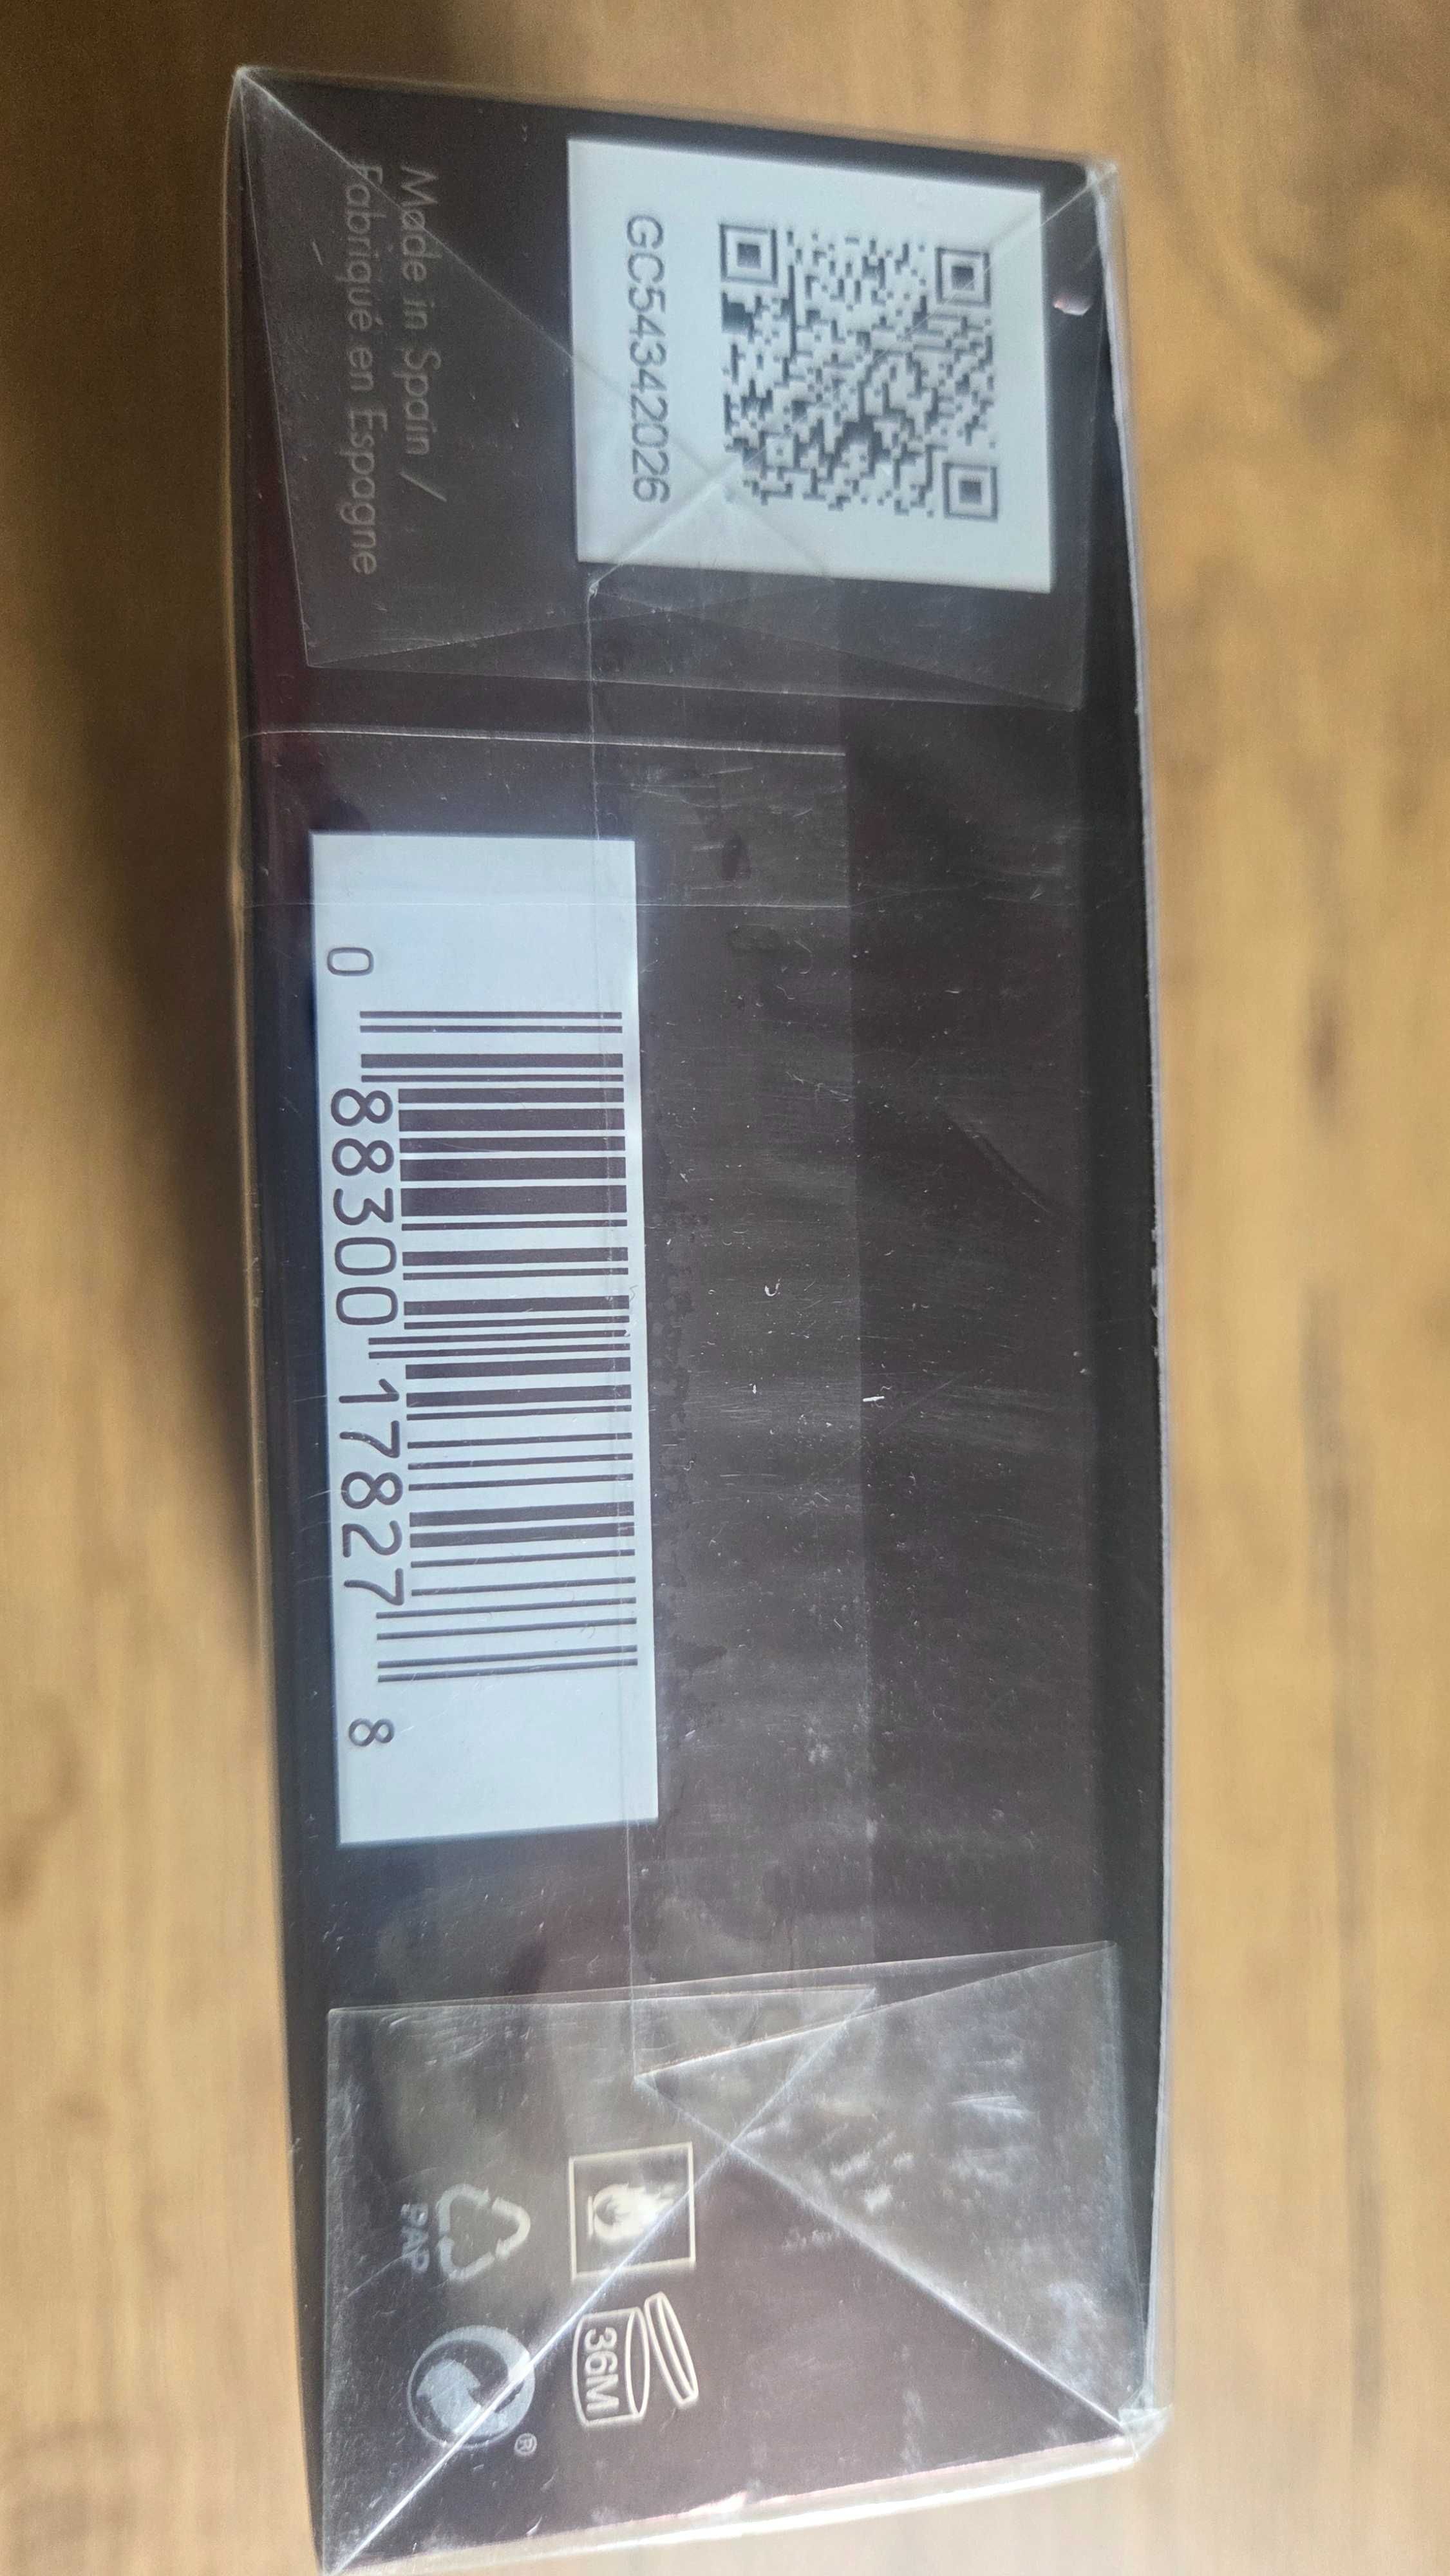 GC54342026
Made in Spain /
Fabriqué en Espagne
0 88300 17827 8
36M
PAP
®